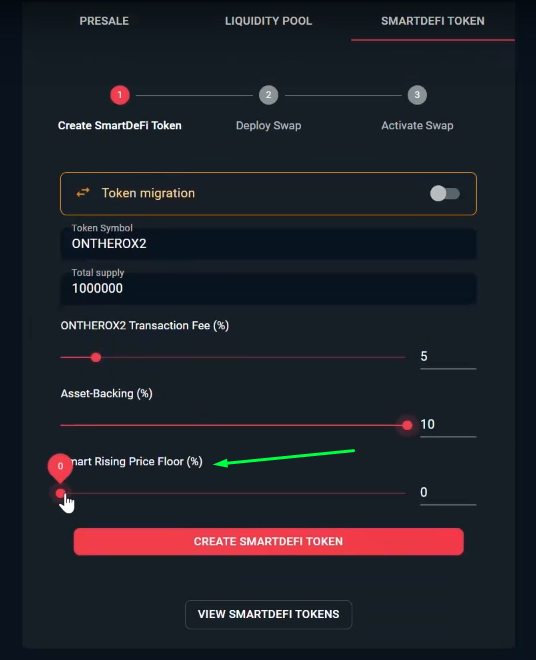 PRESALE LIQUIDITY POOL SMARTDEFI TOKEN
1 2 3
Create SmartDeFi Token Deploy Swap Activate Swap
Token migration
Token Symbol
ONTHEROX2
Total supply
1000000
ONTHEROX2 Transaction Fee (%)
5
Asset-Backing (%)
10
mart Rising Price Floor (%)
0
0
CREATE SMARTDEFI TOKEN
VIEW SMARTDEFI TOKENS